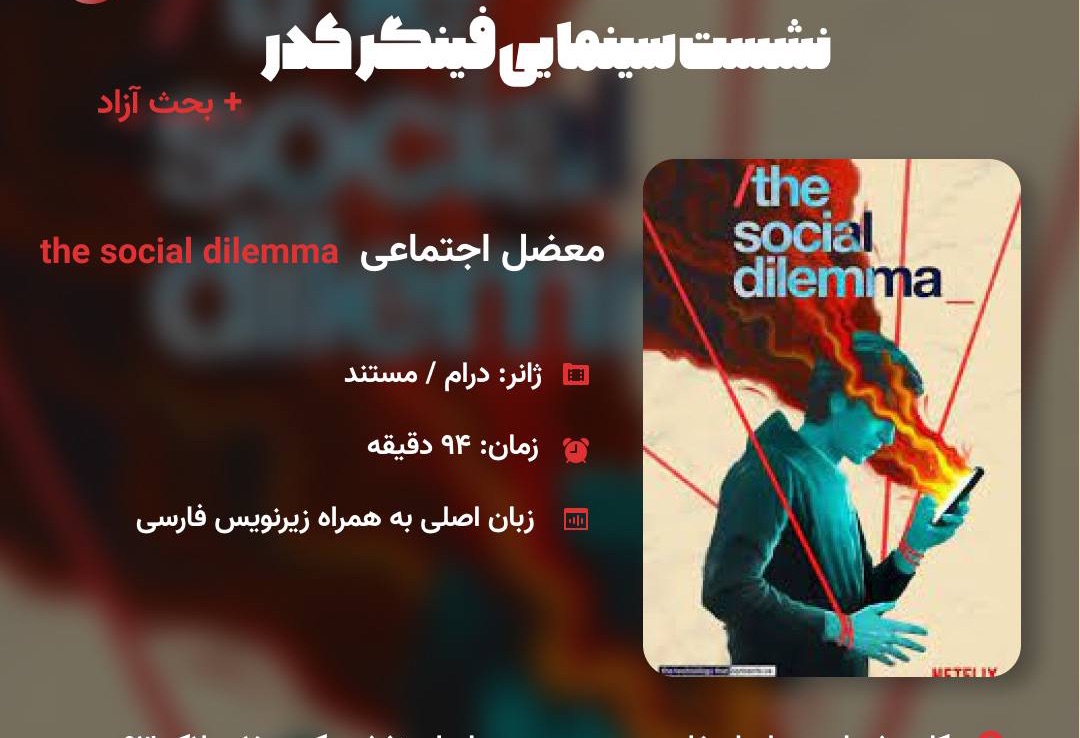 نشست سینمایی فینگر کدر
+ بحث آزاد
/the
social
dilemma_
معضل اجتماعی the social dilemma
ژانر: درام / مستند
زمان: ۹۴ دقیقه
زبان اصلی به همراه زیرنویس فارسی
NETFLIX